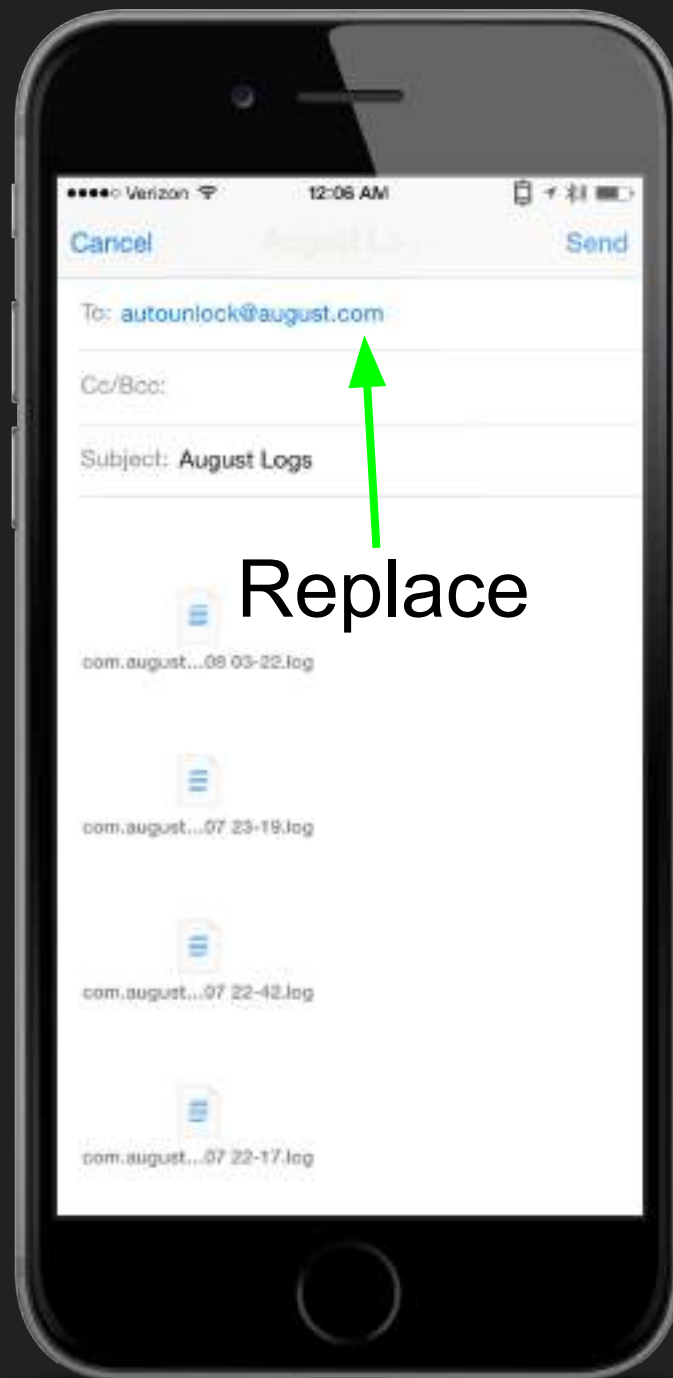 Verizon 12:06 AM
Cancel August Logs Send
To: autounlock@august.com
Cc/Bcc:
Subject: August Logs
Replace
com.august...08 03-22.log
com.august...07 23-19.log
com.august...07 22-42.log
com.august...07 22-17.log